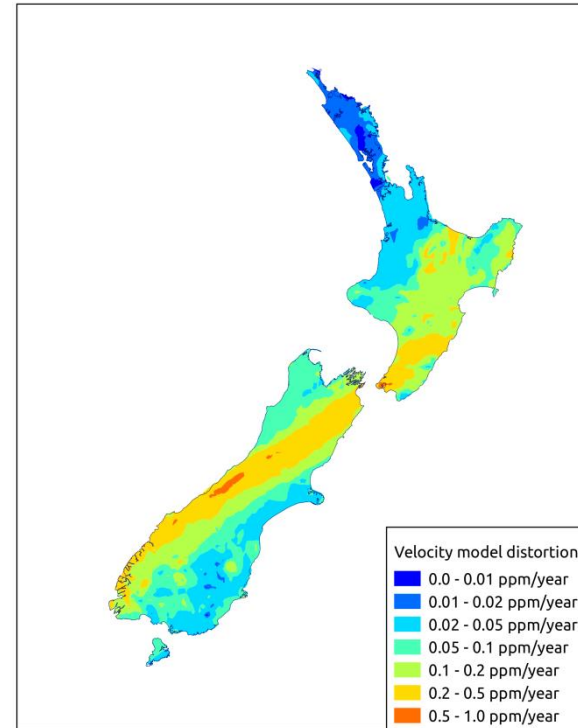 Velocity model distortion
0.0 - 0.01 ppm/year
0.01 - 0.02 ppm/year
0.02 - 0.05 ppm/year
0.05 - 0.1 ppm/year
0.1 - 0.2 ppm/year
0.2 - 0.5 ppm/year
0.5 - 1.0 ppm/year